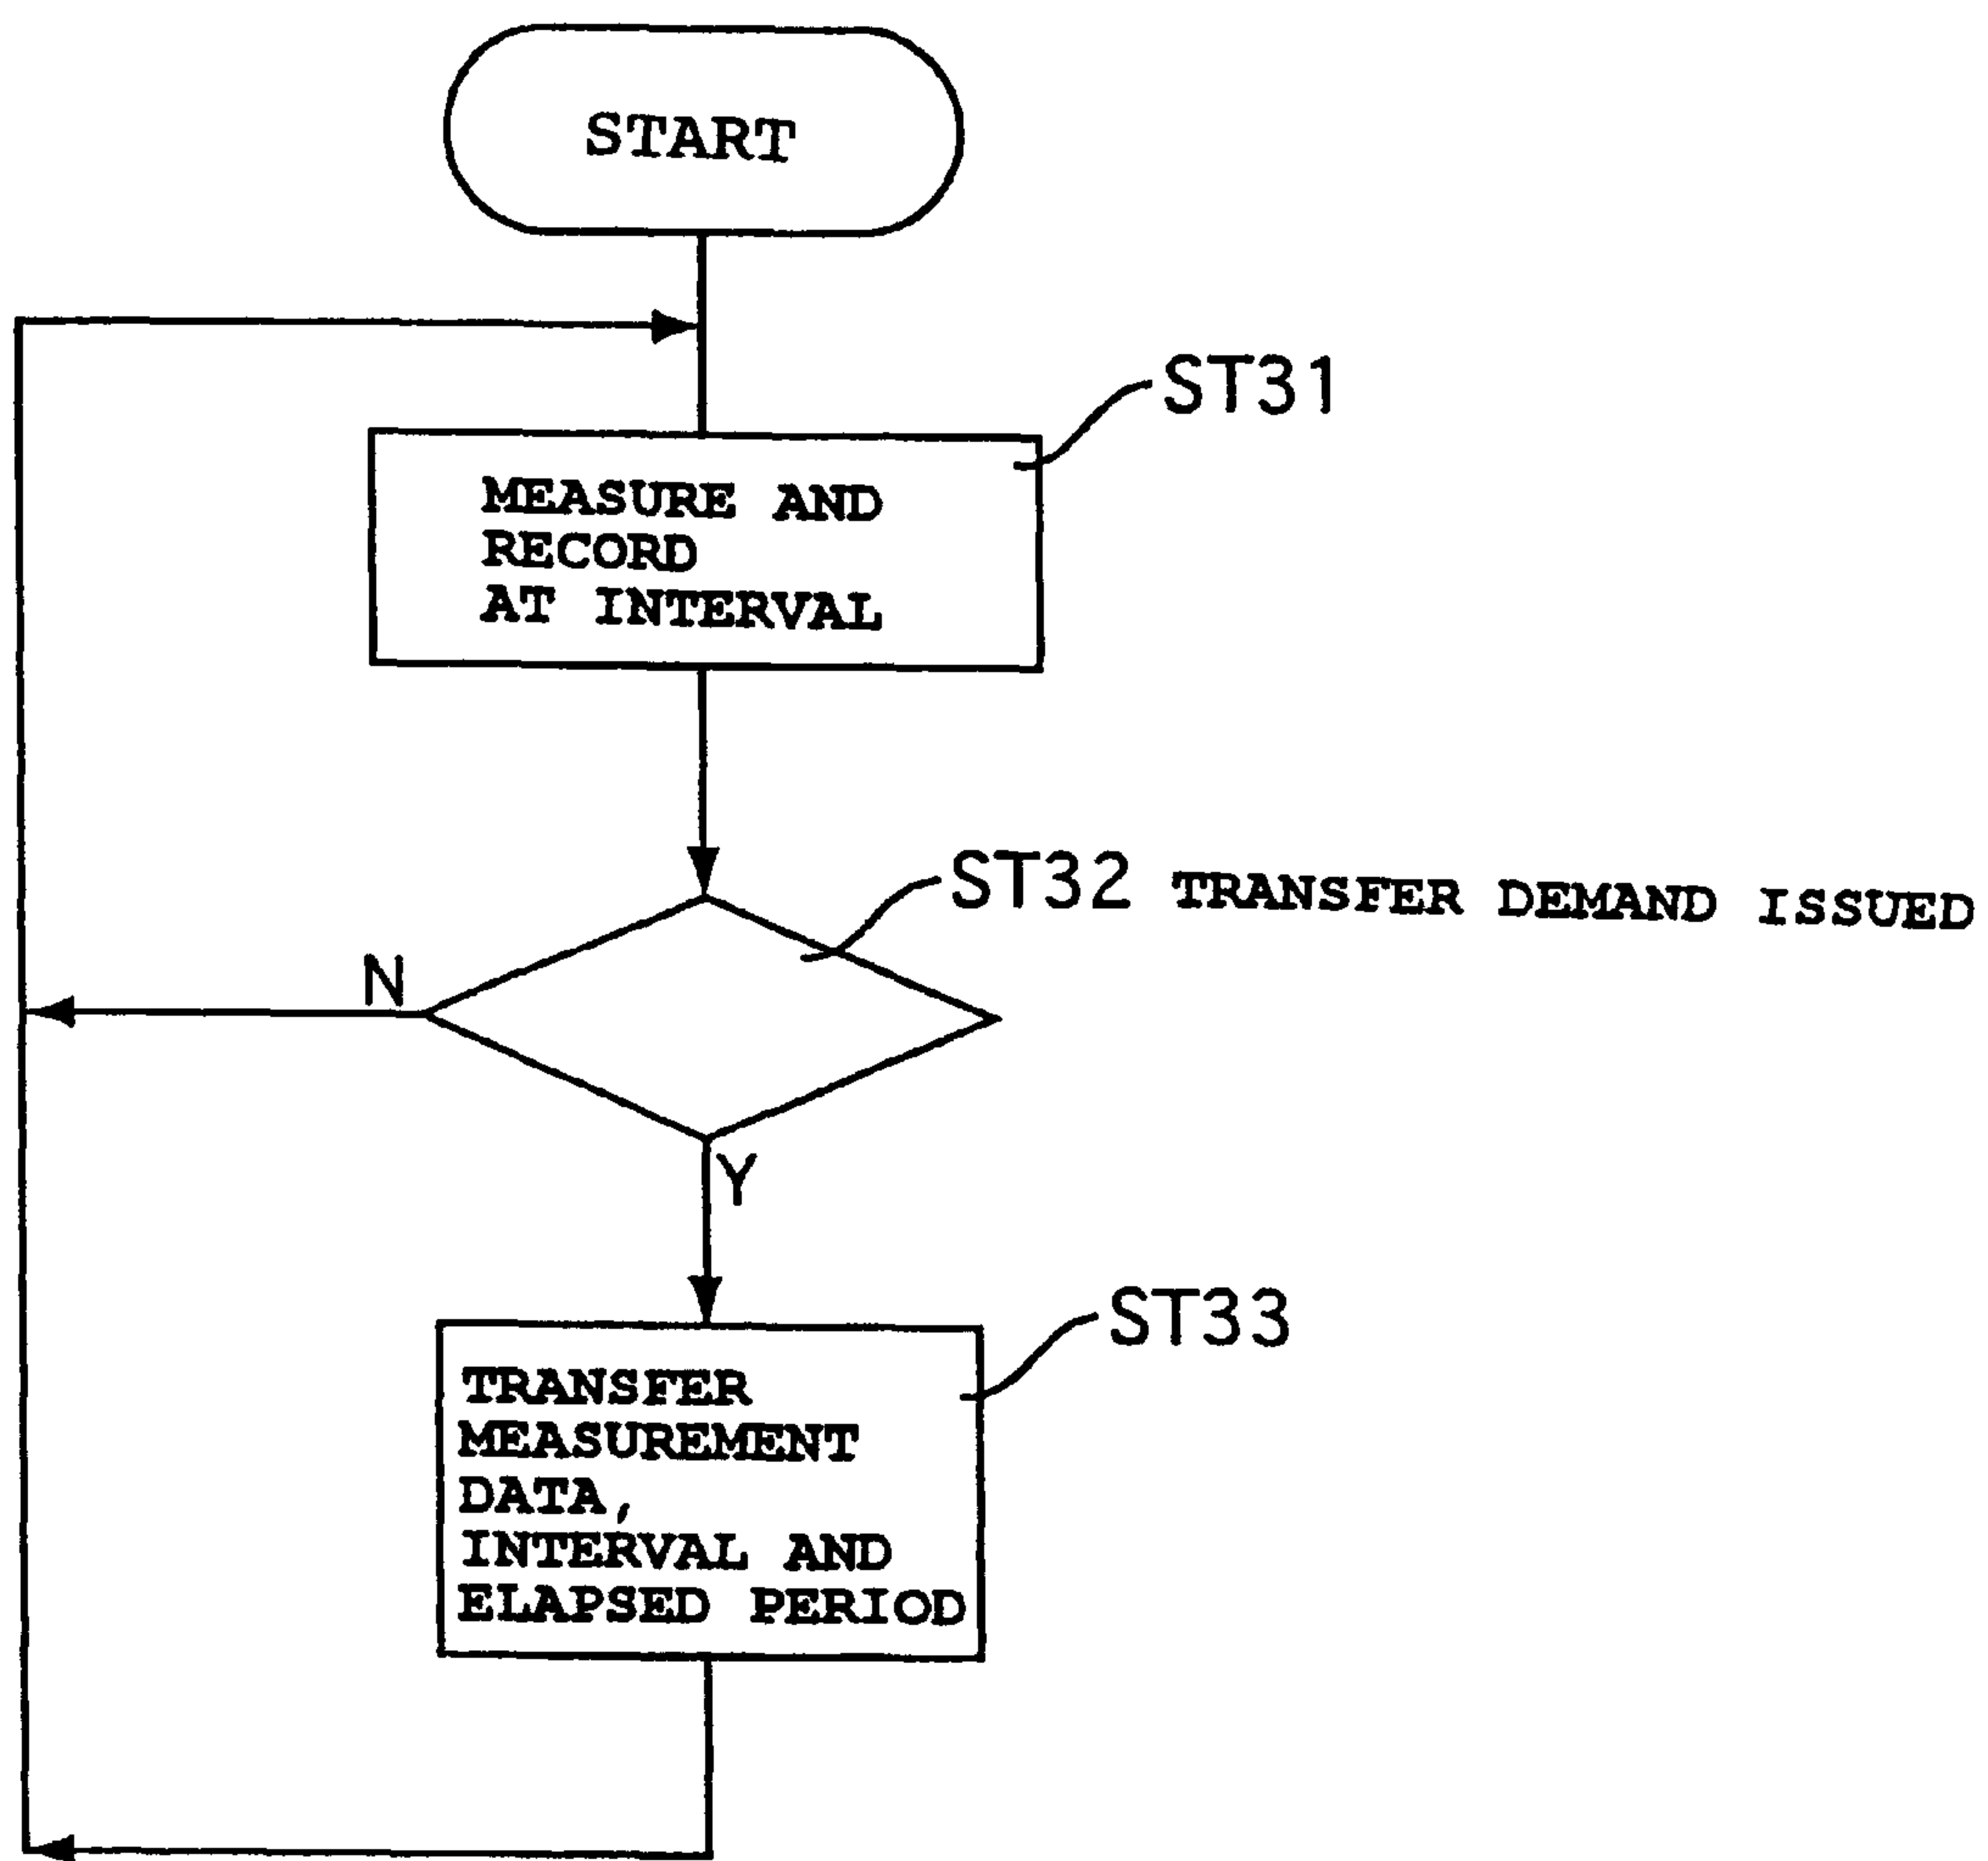 START
ST31
MEASURE AND
RECORD
AT INTERVAL
ST32 TRANSFER DEMAND ISSUED
N
Y
ST33
TRANSFER
MEASUREMENT
DATA,
INTERVAL AND
ELAPSED PERIOD